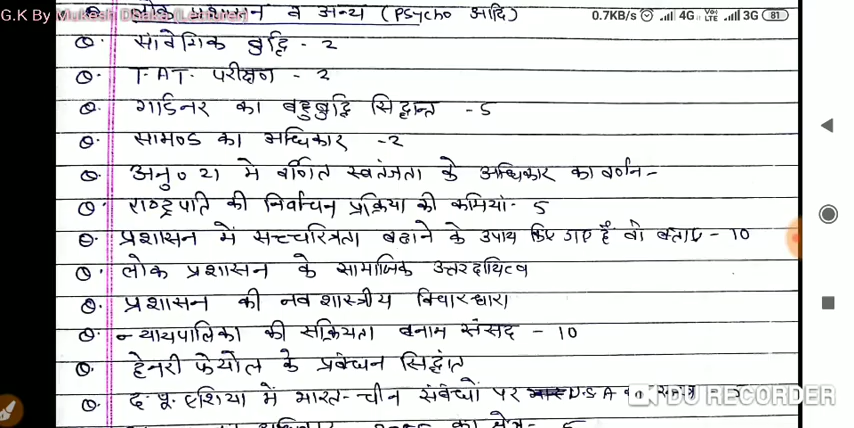 G.K By Mukesh
0.7KB/s 4G VoLTE 3G 81
Q. लोक प्रशासन व अन्य (Psycho आदि)
Q. सांवेगिक बुद्धि - 2
Q. T.A.T. परीक्षण - 2
Q. गार्डनर का बहुबुद्धि सिद्धान्त - 5
Q. साम० का अधिकार - 2
Q. अनु० 21 मे वर्णित स्वतंत्रता के अधिकार का वर्णन -
Q. राष्ट्रपति की निर्वाचन प्रक्रिया की कमियां - 5
Q. प्रशासन में सच्चरित्रता बढाने के उपाय किए गए हैं वो बताए - 10
Q. लोक प्रशासन के सामाजिक उत्तरदायित्व
Q. प्रशासन की नव शास्त्रीय विचारधारा
Q. न्यायपालिका की सक्रियता बनाम संसद - 10
Q. हेनरी फेयोल के प्रबंधन सिद्धांत
Q. द. पू. एशिया में भारत - चीन संबंधों पर U.S.A
DU RECORDER